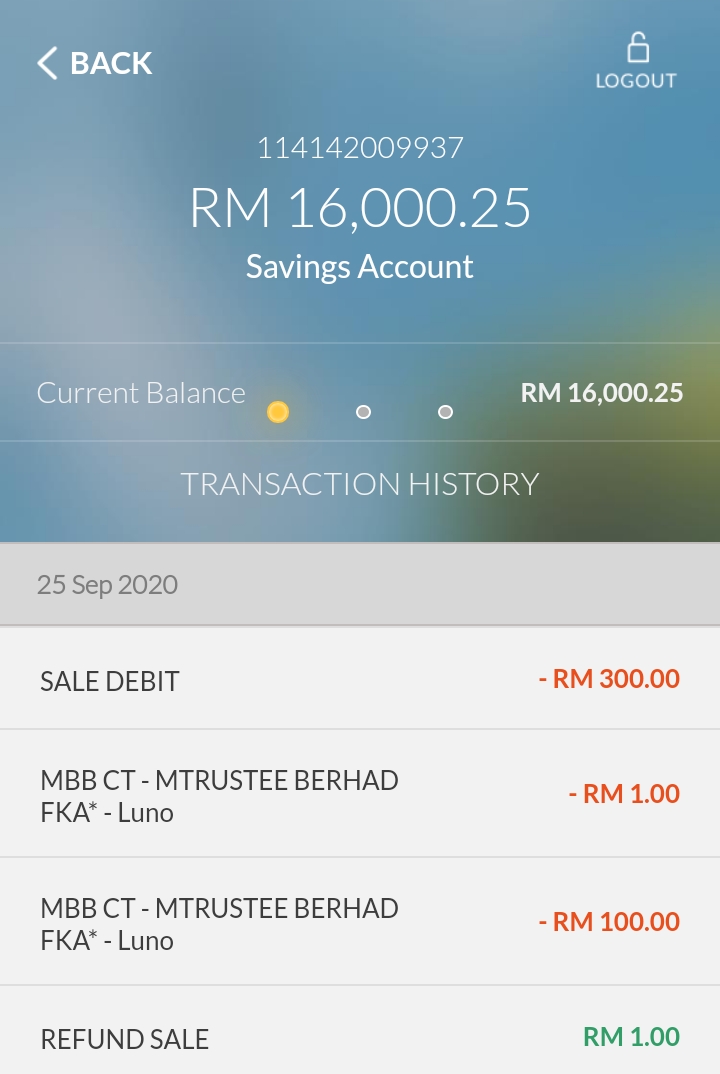 BACK
LOGOUT
114142009937
RM 16,000.25
Savings Account
Current Balance RM 16,000.25
TRANSACTION HISTORY
25 Sep 2020
SALE DEBIT - RM 300.00
MBB CT - MTRUSTEE BERHAD
FKA* - Luno - RM 1.00
MBB CT - MTRUSTEE BERHAD
FKA* - Luno - RM 100.00
REFUND SALE RM 1.00